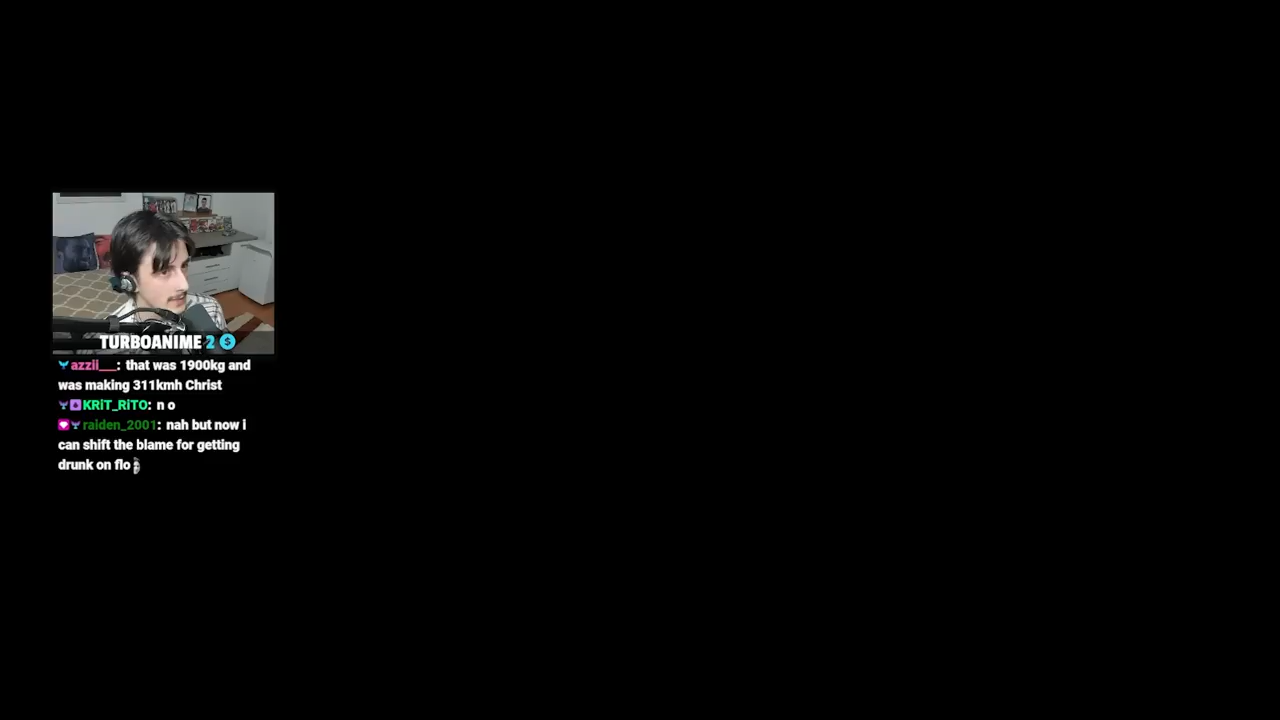 TURBOANIME 2
azzii___: that was 1900kg and
was making 311kmh Christ
KRiT_RiTO: n o
raiden_2001: nah but now i
can shift the blame for getting
drunk on flo